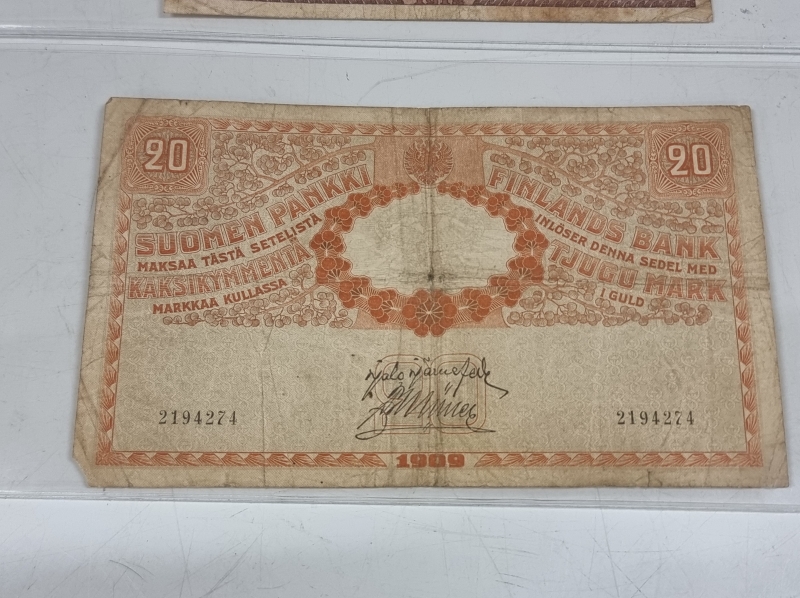 20
20
SUOMEN PANKKI
MAKSAA TÄSTÄ SETELISTÄ
KAKSIKYMMENTÄ
MARKKAA KULLASSA
FINLANDS BANK
INLÖSER DENNA SEDEL MED
TJUGU MARK
I GULD
2194274
2194274
1909